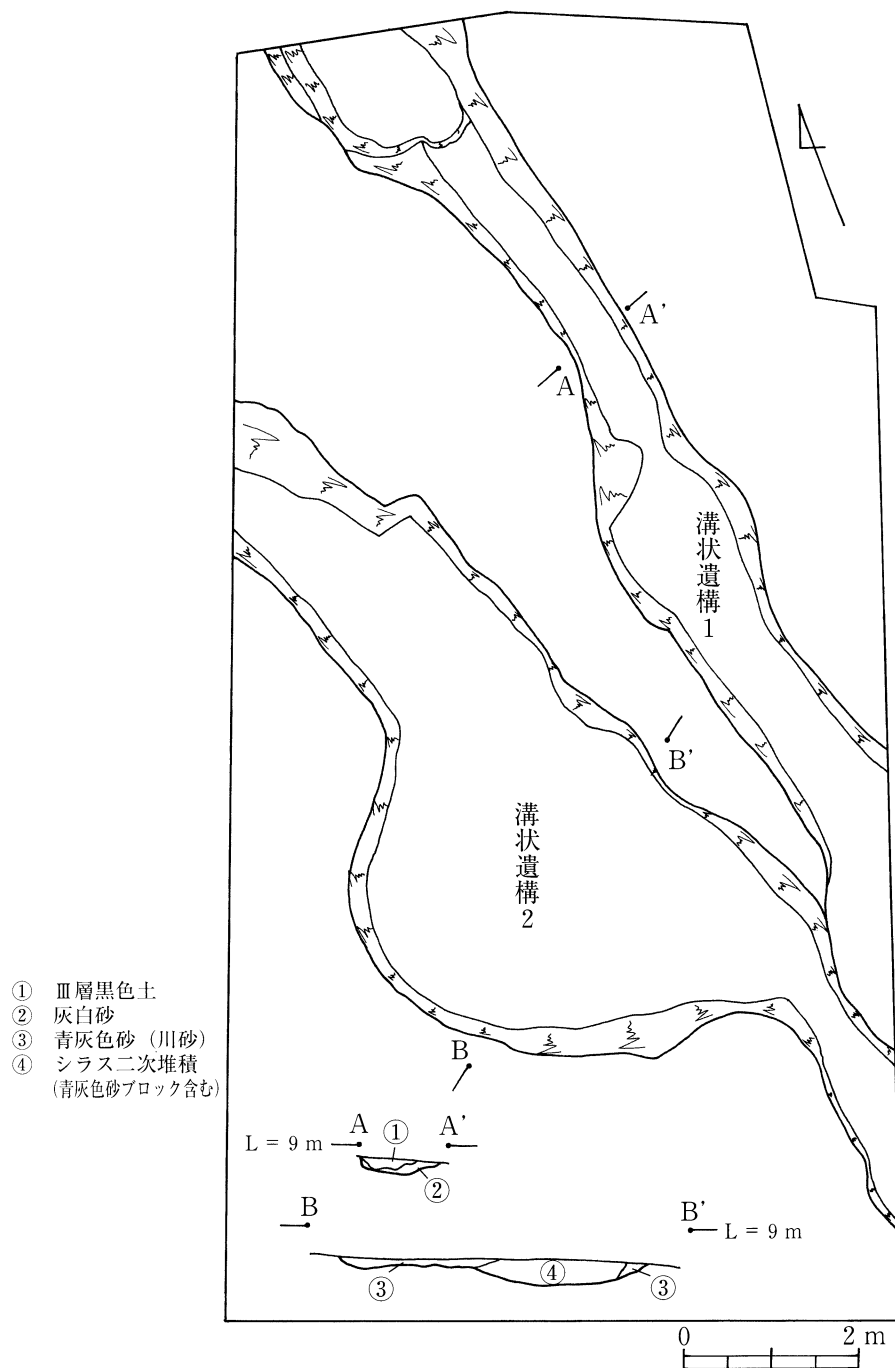 A'
A
溝状遺構1
B'
溝状遺構2
① Ⅲ層黒色土
② 灰白砂
③ 青灰色砂（川砂）
④ シラス二次堆積
(青灰色砂ブロック含む)
B
A
A'
L = 9 m
①
②
B
B'
L = 9 m
③
④
③
0 2 m